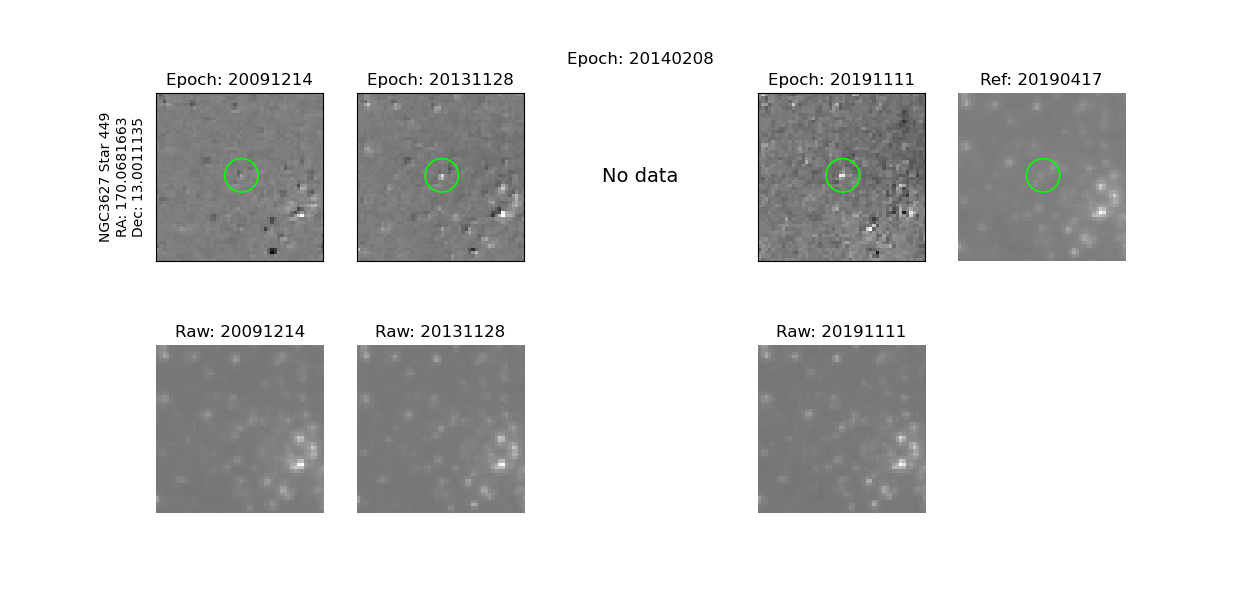 Epoch: 20140208
Epoch: 20091214
Epoch: 20131128
Epoch: 20191111
Ref: 20190417
NGC3627 Star 449
RA: 170.0681663
Dec: 13.0011135
No data
Raw: 20091214
Raw: 20131128
Raw: 20191111